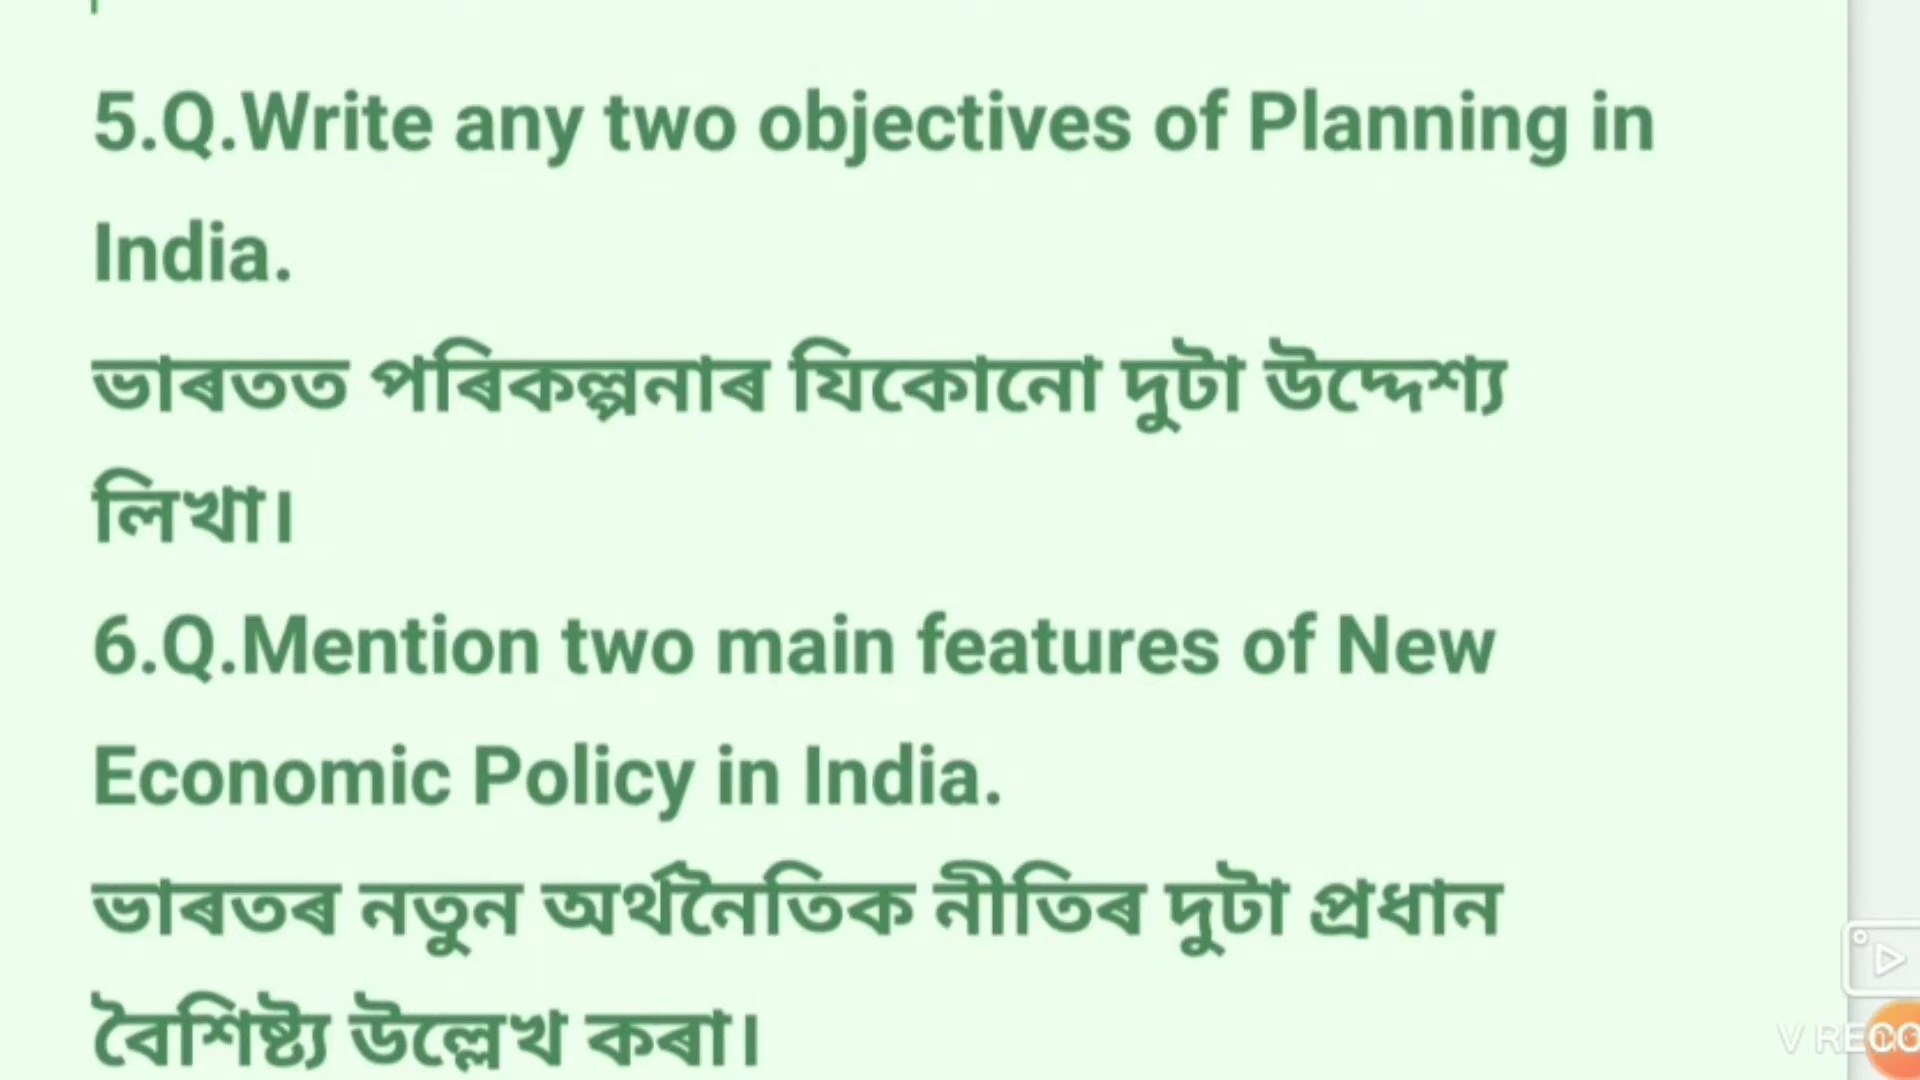 5.Q.Write any two objectives of Planning in
India.
ভাৰতত পৰিকল্পনাৰ যিকোনো দুটা উদ্দেশ্য
লিখা।
6.Q.Mention two main features of New
Economic Policy in India.
ভাৰতৰ নতুন অৰ্থনৈতিক নীতিৰ দুটা প্ৰধান
বৈশিষ্ট্য উল্লেখ কৰা।
V RECO